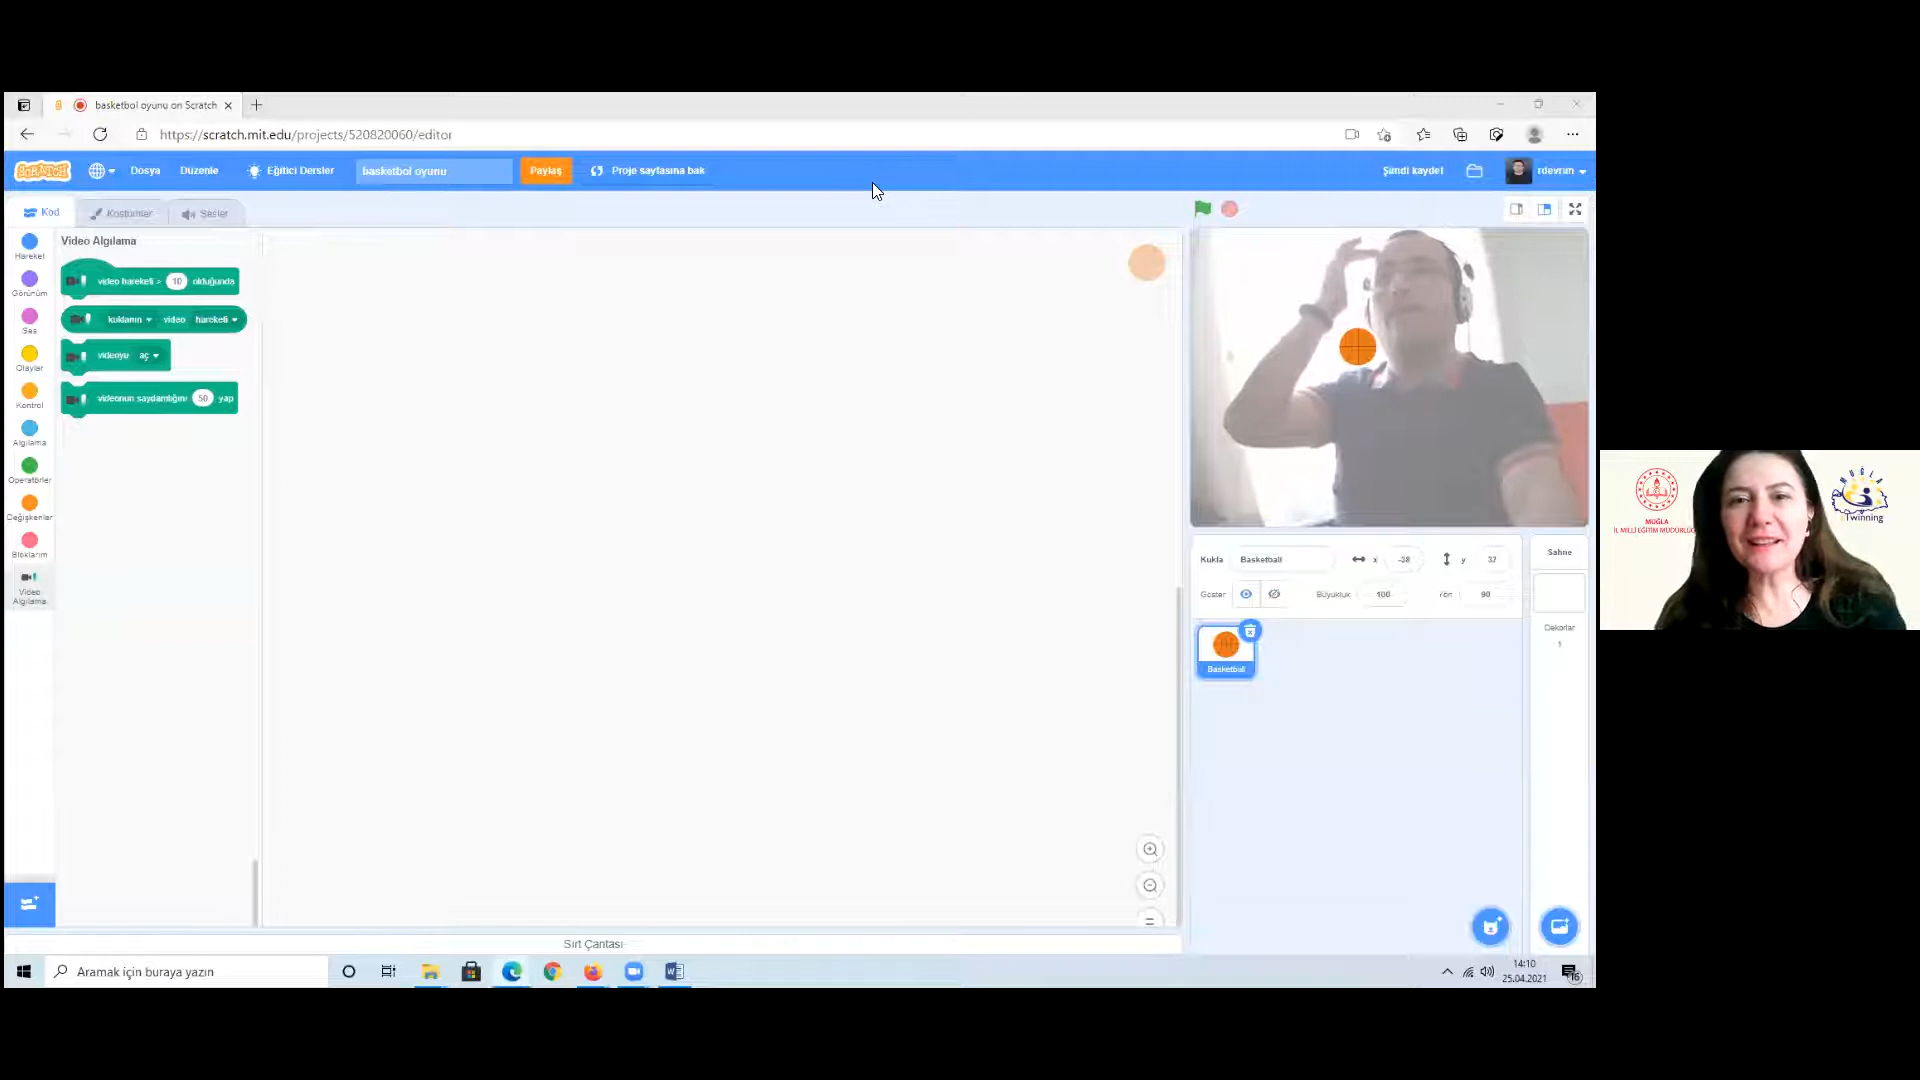 basketbol oyunu on Scratch
https://scratch.mit.edu/projects/520820060/editor
SCRATCH
Dosya
Düzenle
Eğitici Dersler
basketbol oyunu
Paylaş
Proje sayfasına bak
Şimdi kaydet
rdevrim
Kod
Kostümler
Sesler
Hareket
Görünüm
Ses
Olaylar
Kontrol
Algılama
Operatörler
Değişkenler
Bloklarım
Video
Algılama
Video Algılama
video hareketi > 10 olduğunda
kuklanın video hareketi
videoyu aç
videonun saydamlığını 50 yap
Kukla Basketball x -38 y 37
Göster Büyüklük 100 Yön 90
Basketball
Sahne
Dekorlar
1
Sırt Çantası
MUĞLA
İL MİLLİ EĞİTİM MÜDÜRLÜĞÜ
MUĞLA
eTwinning
Aramak için buraya yazın
14:10
25.04.2021
16